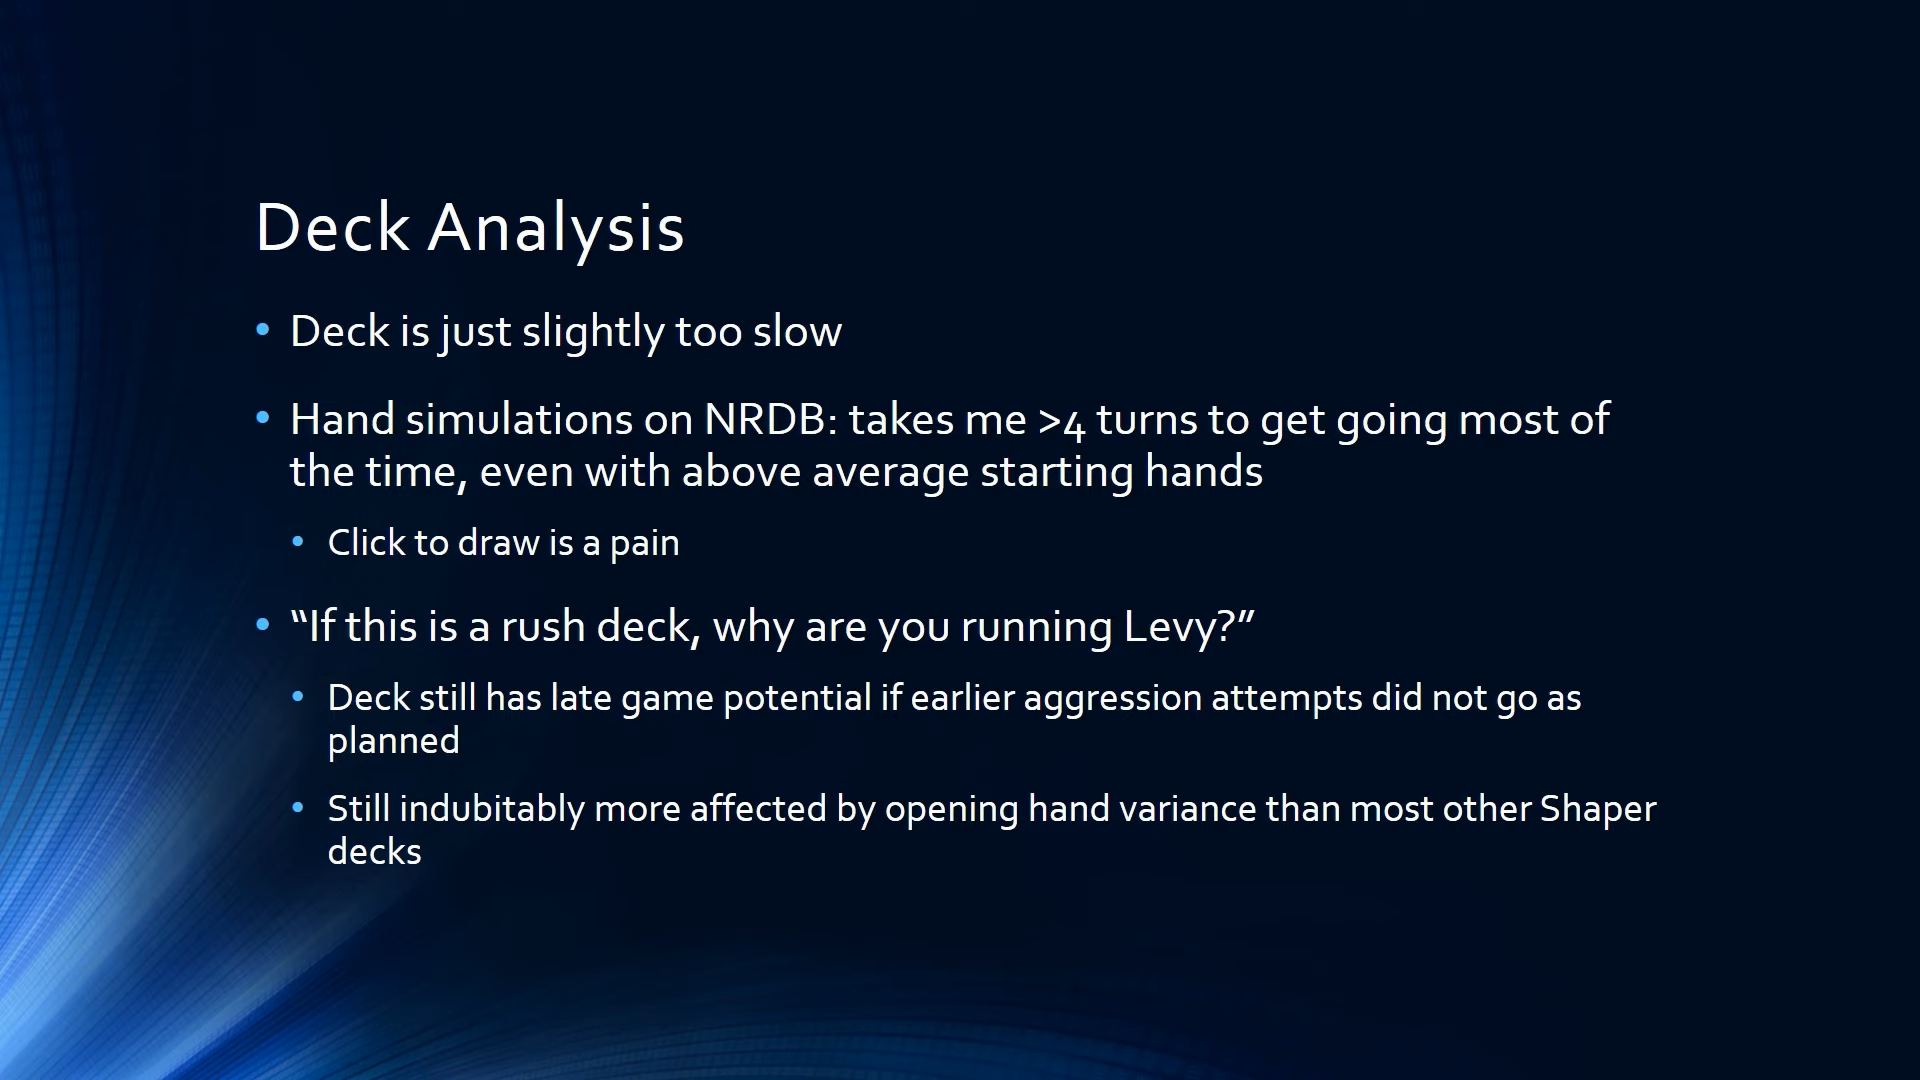 Deck Analysis
• Deck is just slightly too slow
• Hand simulations on NRDB: takes me >4 turns to get going most of
the time, even with above average starting hands
• Click to draw is a pain
• “If this is a rush deck, why are you running Levy?”
• Deck still has late game potential if earlier aggression attempts did not go as
planned
• Still indubitably more affected by opening hand variance than most other Shaper
decks